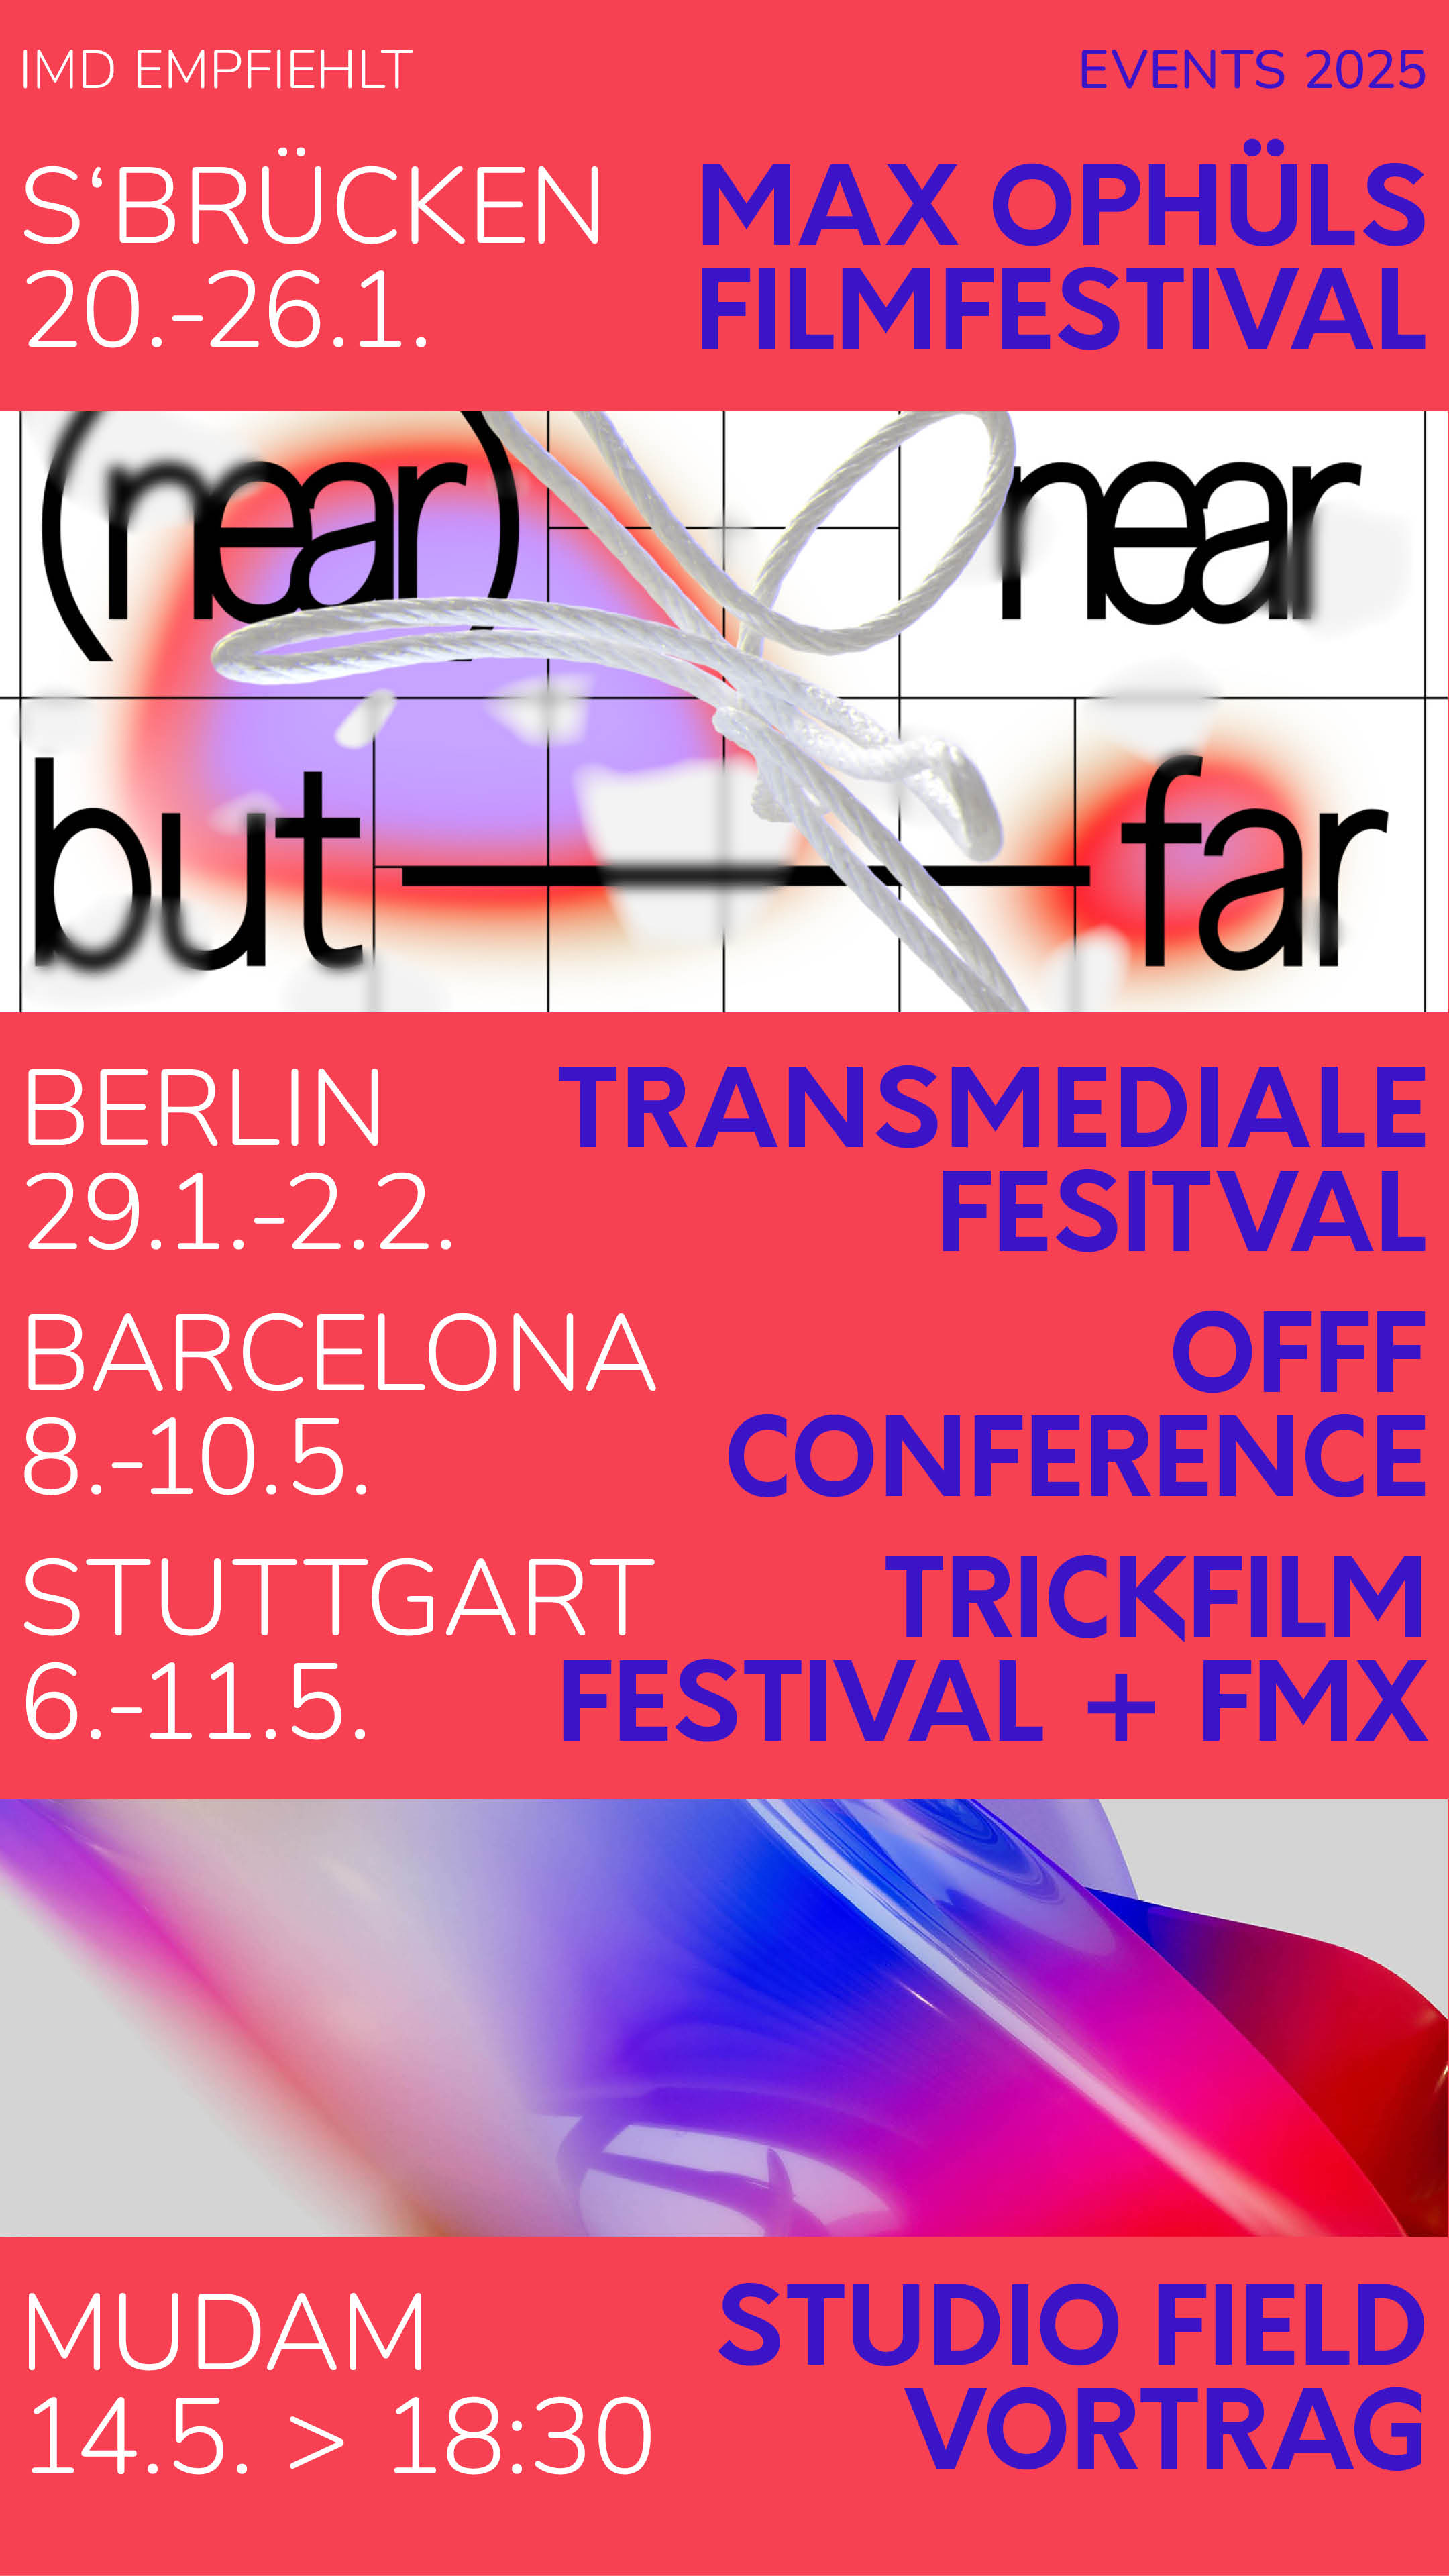 IMD EMPFIEHLT
EVENTS 2025
S‘BRÜCKEN
20.-26.1.
MAX OPHÜLS
FILMFESTIVAL
(near) near
but far
BERLIN
29.1.-2.2.
TRANSMEDIALE
FESITVAL
BARCELONA
8.-10.5.
OFFF
CONFERENCE
STUTTGART
6.-11.5.
TRICKFILM
FESTIVAL + FMX
MUDAM
14.5. > 18:30
STUDIO FIELD
VORTRAG